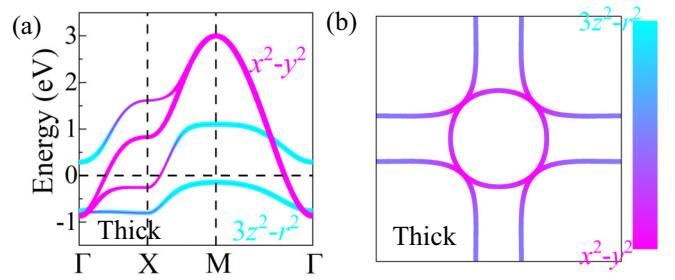 (a)
Energy (eV)
3
2
1
0
-1
x²-y²
3z²-r²
Thick
Γ
X
M
Γ
(b)
3z²-r²
Thick
x²-y²